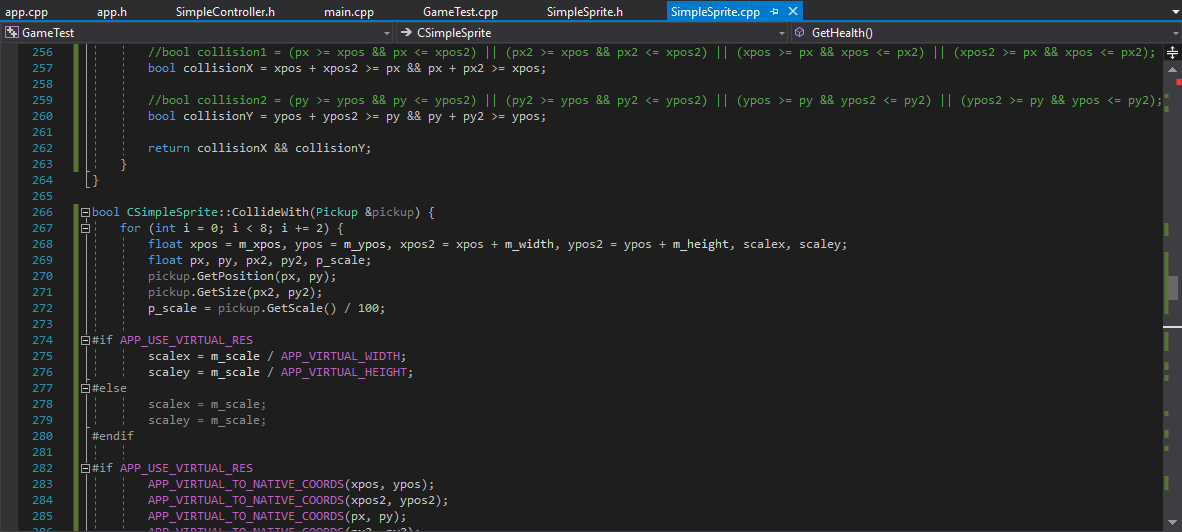 app.cpp app.h SimpleController.h main.cpp GameTest.cpp SimpleSprite.h SimpleSprite.cpp
GameTest CSimpleSprite GetHealth()
256 //bool collision1 = (px >= xpos && px <= xpos2) || (px2 >= xpos && px2 <= xpos2) || (xpos >= px && xpos <= px2) || (xpos2 >= px && xpos <= px2);
257 bool collisionX = xpos + xpos2 >= px && px + px2 >= xpos;
258
259 //bool collision2 = (py >= ypos && py <= ypos2) || (py2 >= ypos && py2 <= ypos2) || (ypos >= py && ypos2 <= py2) || (ypos2 >= py && ypos <= py2);
260 bool collisionY = ypos + ypos2 >= py && py + py2 >= ypos;
261
262 return collisionX && collisionY;
263 }
264 }
265
266 bool CSimpleSprite::CollideWith(Pickup &pickup) {
267 for (int i = 0; i < 8; i += 2) {
268 float xpos = m_xpos, ypos = m_ypos, xpos2 = xpos + m_width, ypos2 = ypos + m_height, scalex, scaley;
269 float px, py, px2, py2, p_scale;
270 pickup.GetPosition(px, py);
271 pickup.GetSize(px2, py2);
272 p_scale = pickup.GetScale() / 100;
273
274 #if APP_USE_VIRTUAL_RES
275 scalex = m_scale / APP_VIRTUAL_WIDTH;
276 scaley = m_scale / APP_VIRTUAL_HEIGHT;
277 #else
278 scalex = m_scale;
279 scaley = m_scale;
280 #endif
281
282 #if APP_USE_VIRTUAL_RES
283 APP_VIRTUAL_TO_NATIVE_COORDS(xpos, ypos);
284 APP_VIRTUAL_TO_NATIVE_COORDS(xpos2, ypos2);
285 APP_VIRTUAL_TO_NATIVE_COORDS(px, py);
286 APP_VIRTUAL_TO_NATIVE_COORDS(px2, py2);